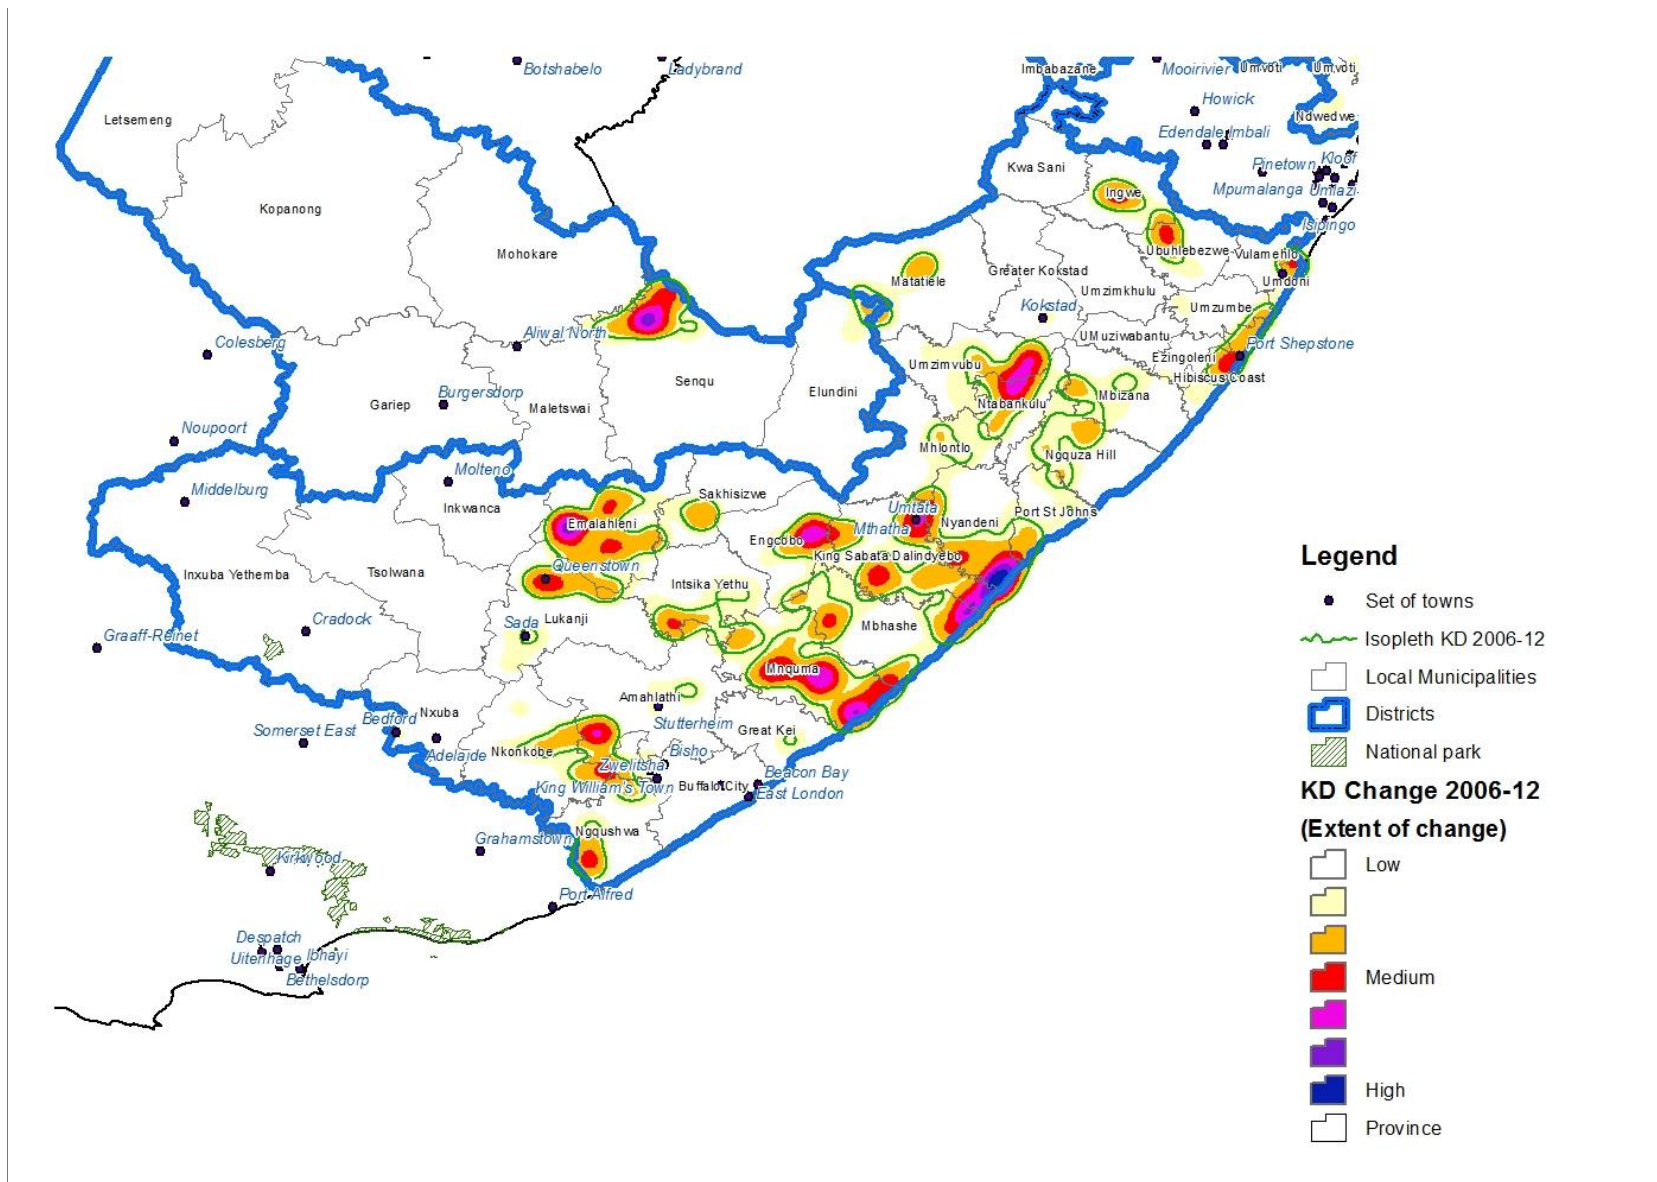 Botshabelo
Ladybrand
Imbabazane
Mooirivier
Umvoti
Umvoti
Letsemeng
Howick
Ndwedwe
Edendale
Imbali
Kwa Sani
Pinetown
Kloof
Ingwe
Mpumalanga
Umlazi
Kopanong
Isipingo
Mohokare
Ubuhlebezwe
Vulamehlo
Matatiele
Greater Kokstad
Umdoni
Umzimkhulu
Kokstad
Umzumbe
Aliwal North
Colesberg
UMuziwabantu
Port Shepstone
Ezingoleni
Umzimvubu
Hibiscus Coast
Senqu
Elundini
Burgersdorp
Gariep
Maletswai
Ntabankulu
Mbizana
Noupoort
Mhlontlo
Ngquza Hill
Molteno
Middelburg
Sakhisizwe
Inkwanca
Umtata
Port St Johns
Emalahleni
Mthatha
Nyandeni
Engcobo
King Sabata Dalindyebo
Queenstown
Inxuba Yethemba
Tsolwana
Intsika Yethu
Cradock
Sada
Lukanji
Mbhashe
Graaff-Reinet
Mnquma
Amahlathi
Nxuba
Bedford
Stutterheim
Somerset East
Great Kei
Adelaide
Nkonkobe
Bisho
Zwelitsha
Beacon Bay
King William's Town
Buffalo City
East London
Ngqushwa
Grahamstown
Kirkwood
Port Alfred
Despatch
Uitenhage
Ibhayi
Bethelsdorp
Legend
Set of towns
Isopleth KD 2006-12
Local Municipalities
Districts
National park
KD Change 2006-12
(Extent of change)
Low
Medium
High
Province